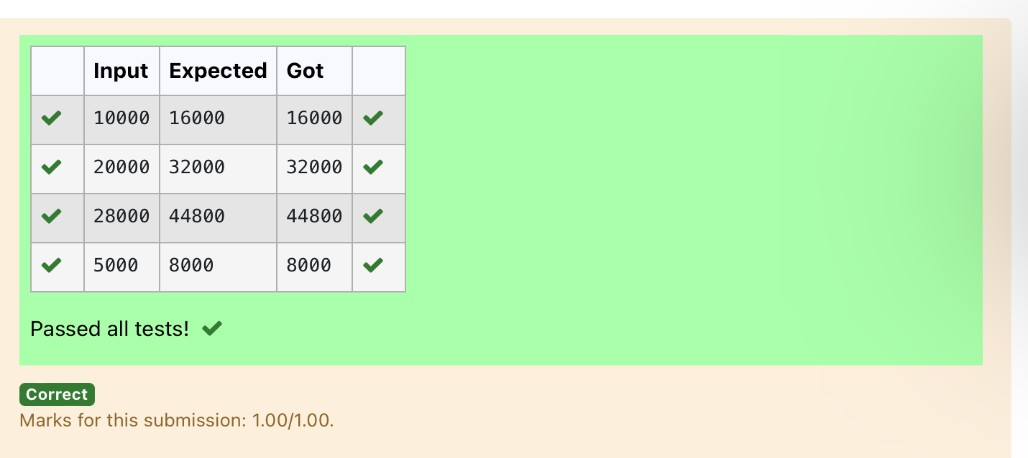 Input Expected Got
10000 16000 16000
20000 32000 32000
28000 44800 44800
5000 8000 8000
Passed all tests!
Correct
Marks for this submission: 1.00/1.00.